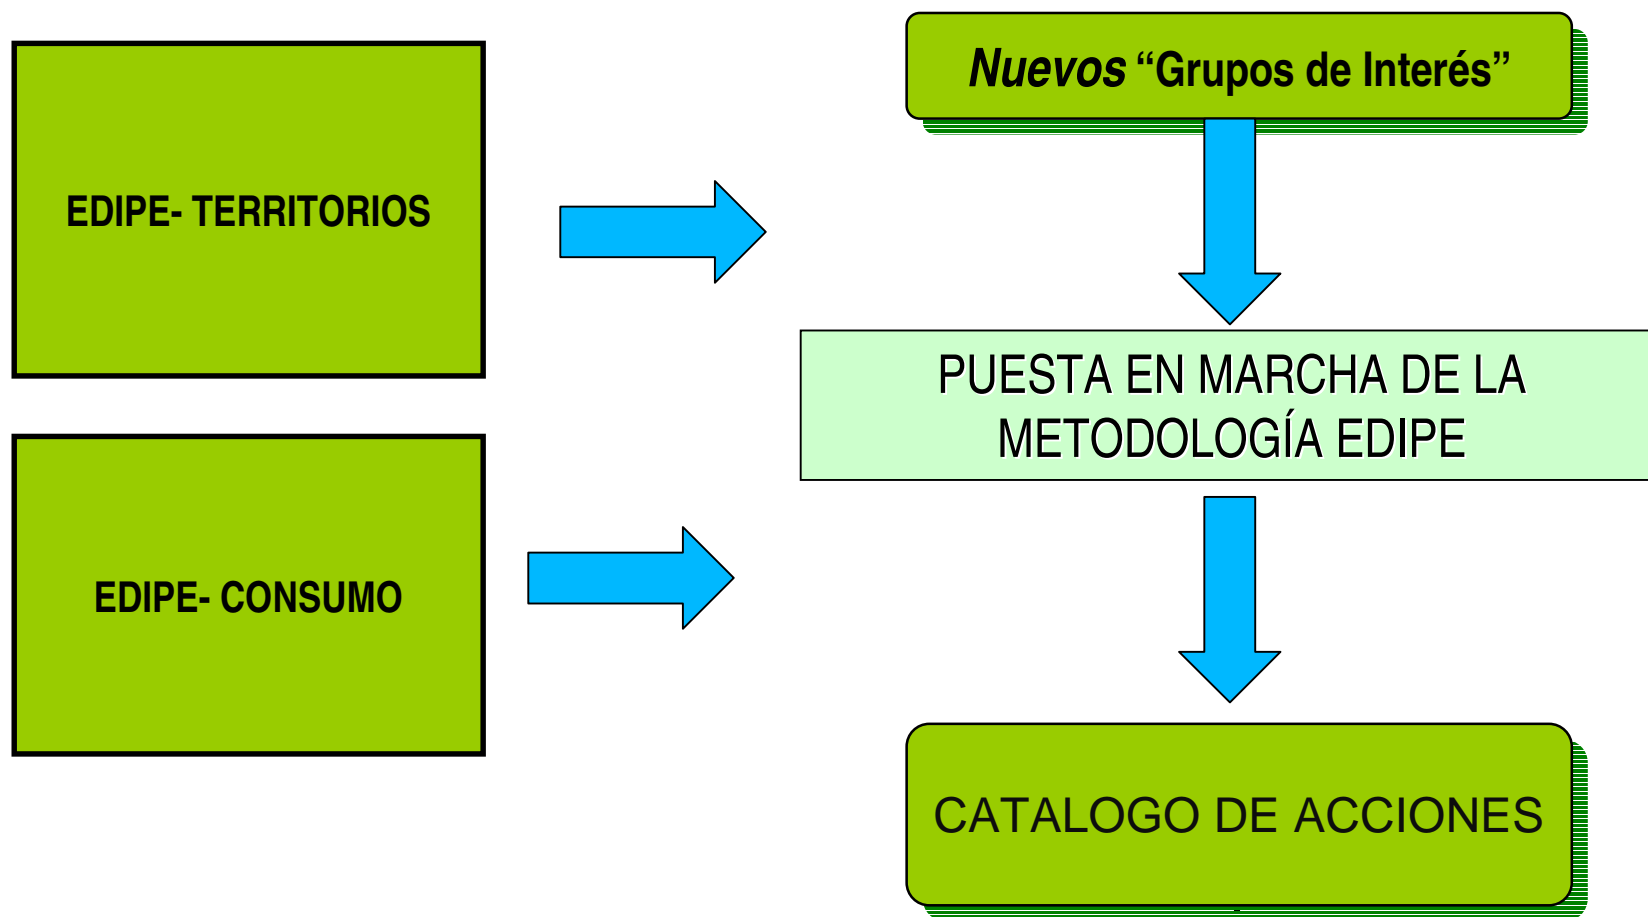 EDIPE- TERRITORIOS
EDIPE- CONSUMO
Nuevos “Grupos de Interés”
PUESTA EN MARCHA DE LA
METODOLOGÍA EDIPE
CATALOGO DE ACCIONES